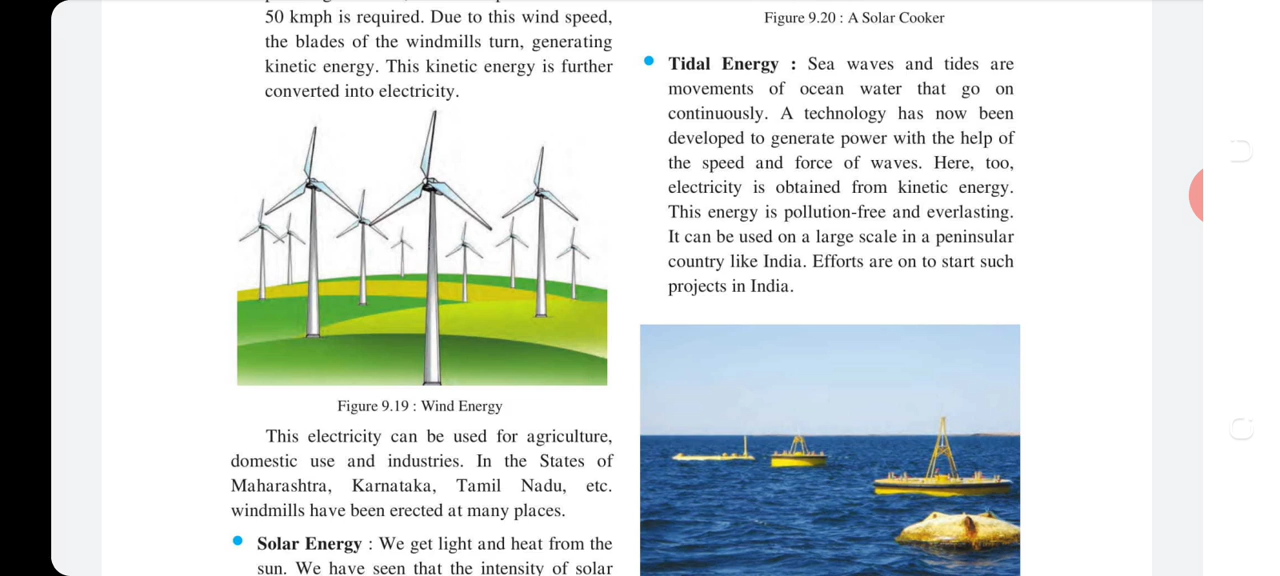 50 kmph is required. Due to this wind speed,
the blades of the windmills turn, generating
kinetic energy. This kinetic energy is further
converted into electricity.
Figure 9.19 : Wind Energy
This electricity can be used for agriculture,
domestic use and industries. In the States of
Maharashtra, Karnataka, Tamil Nadu, etc.
windmills have been erected at many places.
• Solar Energy : We get light and heat from the
sun. We have seen that the intensity of solar
Figure 9.20 : A Solar Cooker
• Tidal Energy : Sea waves and tides are
movements of ocean water that go on
continuously. A technology has now been
developed to generate power with the help of
the speed and force of waves. Here, too,
electricity is obtained from kinetic energy.
This energy is pollution-free and everlasting.
It can be used on a large scale in a peninsular
country like India. Efforts are on to start such
projects in India.